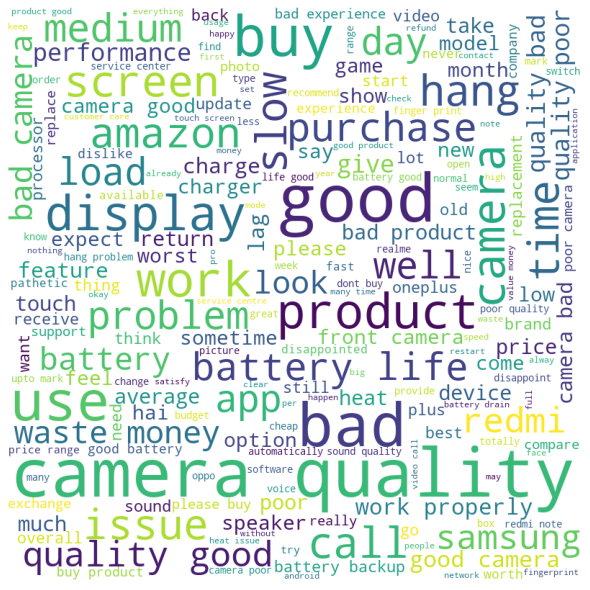 product good
usage
happy
everything
keep
first
order
medium
back
bad experience
video
take
find
buy
day
model
range
refund
contact
company
switch
mark
application
performance
service center
photo
game
never
month
screen
type
set
camera good
update
start
hang
bad camera
processor
replace
customer care
touch screen
less
slow
show
recommend
check
experience
finger print
note
quality bad
quality poor
amazon
money
good product
purchase
dislike
already
life good
year
battery good
say
lot
new
open
normal
seem
high
replacement
load
charge
give
available
mode
charger
good
camera
time
old
poor camera
display
lag
bad product
know
nothing
hang problem
expect
return
pro
please
well
oneplus
nice
value money
low
camera bad
pathetic
feature
worst
okay
work
look
week
fast
dont buy
many time
realme
thing
touch
receive
problem
product
poor quality
brand
support
think
sometime
great
service centre
front camera
price
waste
speed
want
battery
picture
disappointed
come
restart
disappoint
alway
upto mark
feel
change
satisfy
battery life
clear
happen
big
still
device
provide
use
need
average
hai
app
budget
per
cheap
heat
plus
best
battery drain
full
totally
redmi
compare
waste money
option
bad
price range
good battery
automatically
sound quality
video call
face
may
many
oppo
software
camera quality
exchange
sound
please buy
voice
poor
work properly
much
issue
speaker
really
call
go
box
redmi note
samsung
overall
heat issue
without
try
people
good camera
quality good
buy product
camera poor
android
battery backup
network
worth
fingerprint